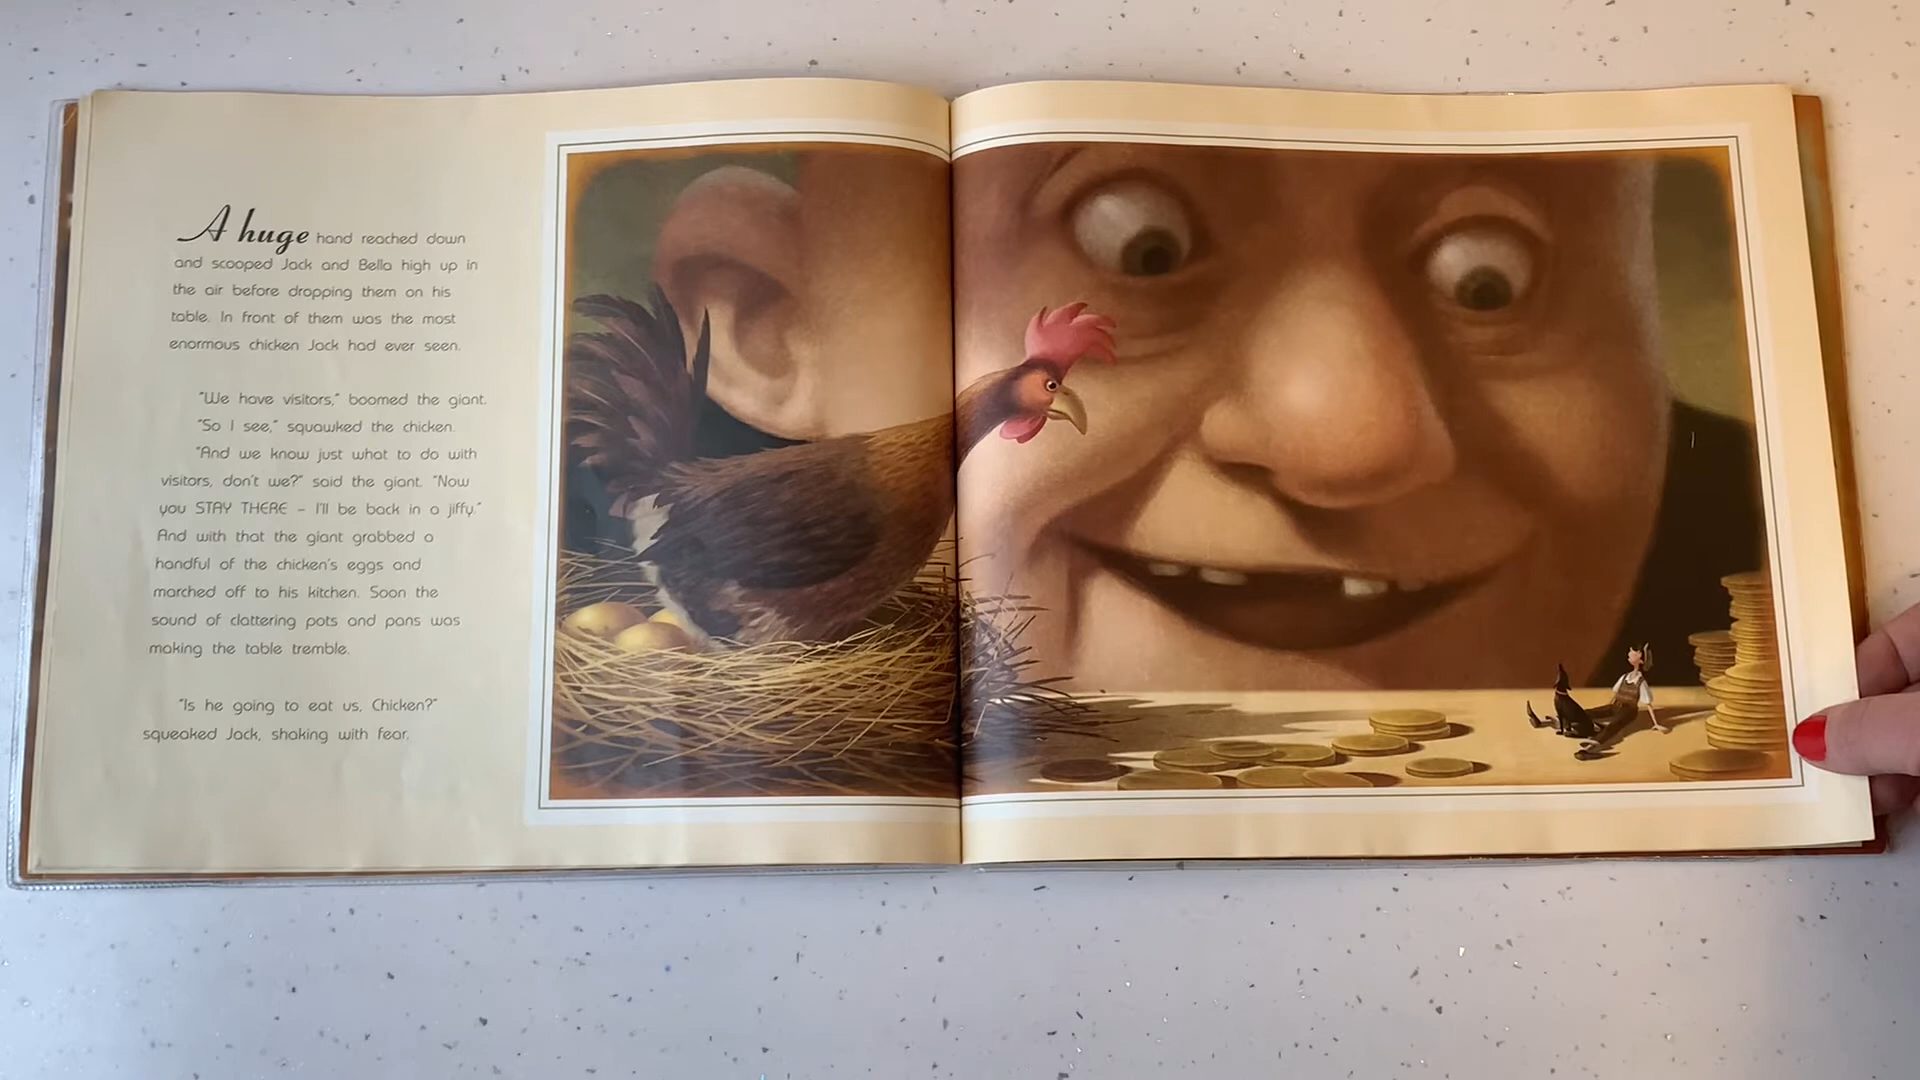 A huge hand reached down
and scooped Jack and Bella high up in
the air before dropping them on his
table. In front of them was the most
enormous chicken Jack had ever seen.
"We have visitors," boomed the giant.
"So I see," squawked the chicken.
"And we know just what to do with
visitors, don't we?" said the giant. "Now
you STAY THERE – I'll be back in a jiffy."
And with that the giant grabbed a
handful of the chicken's eggs and
marched off to his kitchen. Soon the
sound of clattering pots and pans was
making the table tremble.
"Is he going to eat us, Chicken?"
squeaked Jack, shaking with fear.